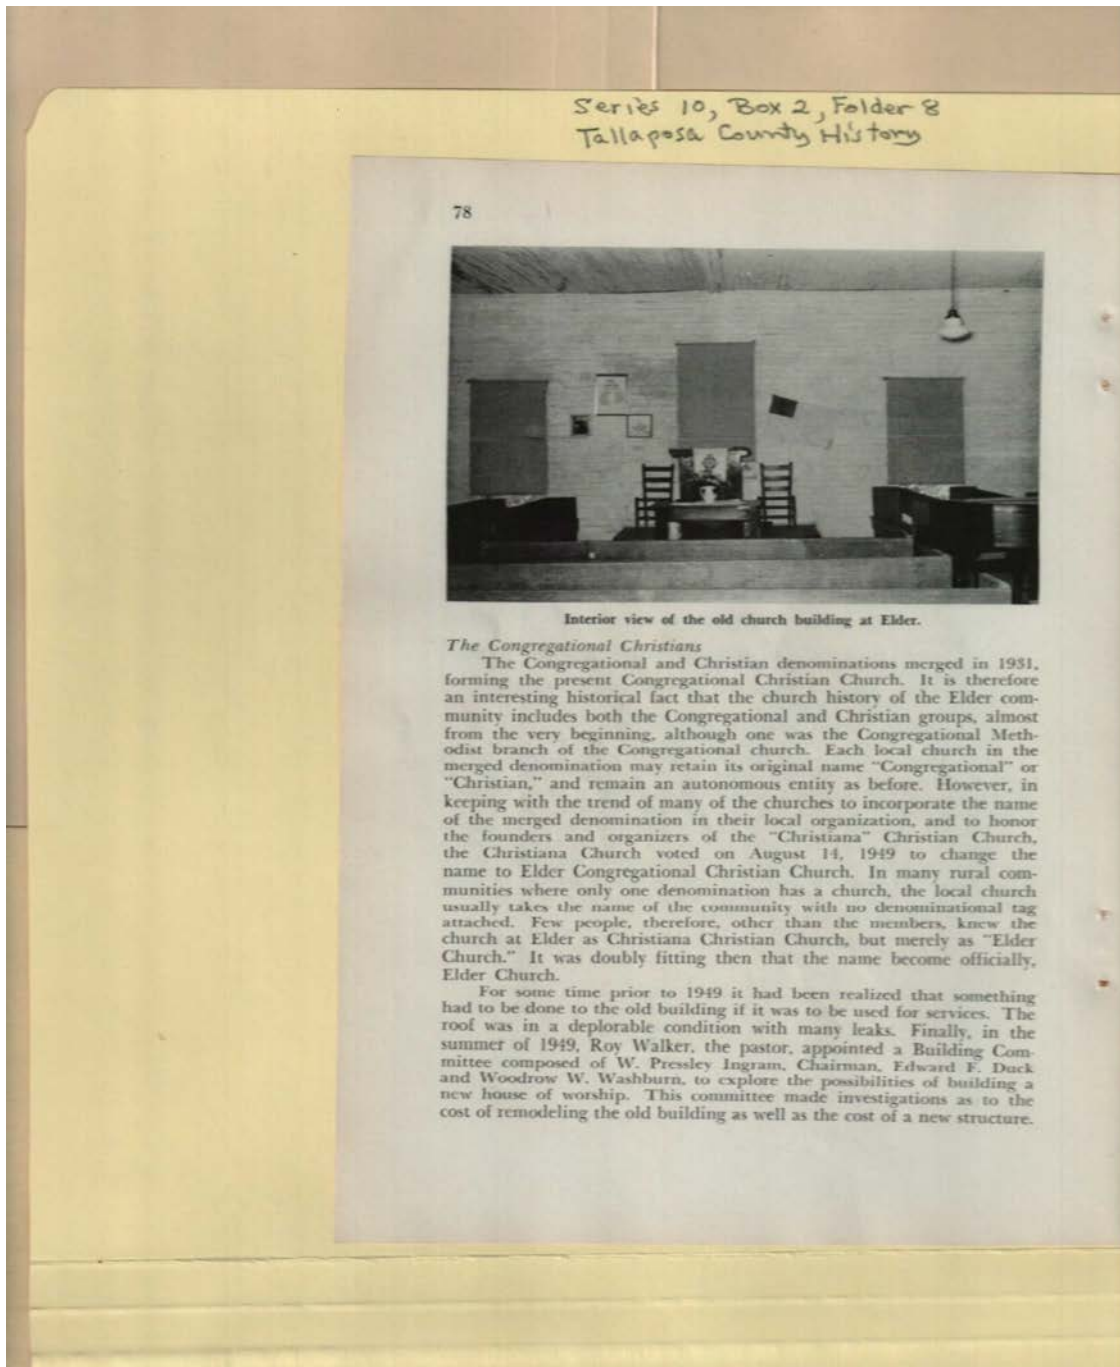 Series 10, Box 2, Folder 8
Tallaposa County History
78
Interior view of the old church building at Elder.
The Congregational Christians
The Congregational and Christian denominations merged in 1931,
forming the present Congregational Christian Church. It is therefore
an interesting historical fact that the church history of the Elder com-
munity includes both the Congregational and Christian groups, almost
from the very beginning, although one was the Congregational Meth-
odist branch of the Congregational church. Each local church in the
merged denomination may retain its original name "Congregational" or
"Christian," and remain an autonomous entity as before. However, in
keeping with the trend of many of the churches to incorporate the name
of the merged denomination in their local organization, and to honor
the founders and organizers of the "Christiana" Christian Church,
the Christiana Church voted on August 14, 1949 to change the
name to Elder Congregational Christian Church. In many rural com-
munities where only one denomination has a church, the local church
usually takes the name of the community with no denominational tag
attached. Few people, therefore, other than the members, knew the
church at Elder as Christiana Christian Church, but merely as "Elder
Church." It was doubly fitting then that the name become officially,
Elder Church.
For some time prior to 1949 it had been realized that something
had to be done to the old building if it was to be used for services. The
roof was in a deplorable condition with many leaks. Finally, in the
summer of 1949, Roy Walker, the pastor, appointed a Building Com-
mittee composed of W. Pressley Ingram, Chairman, Edward F. Duck
and Woodrow W. Washburn, to explore the possibilities of building a
new house of worship. This committee made investigations as to the
cost of remodeling the old building as well as the cost of a new structure.